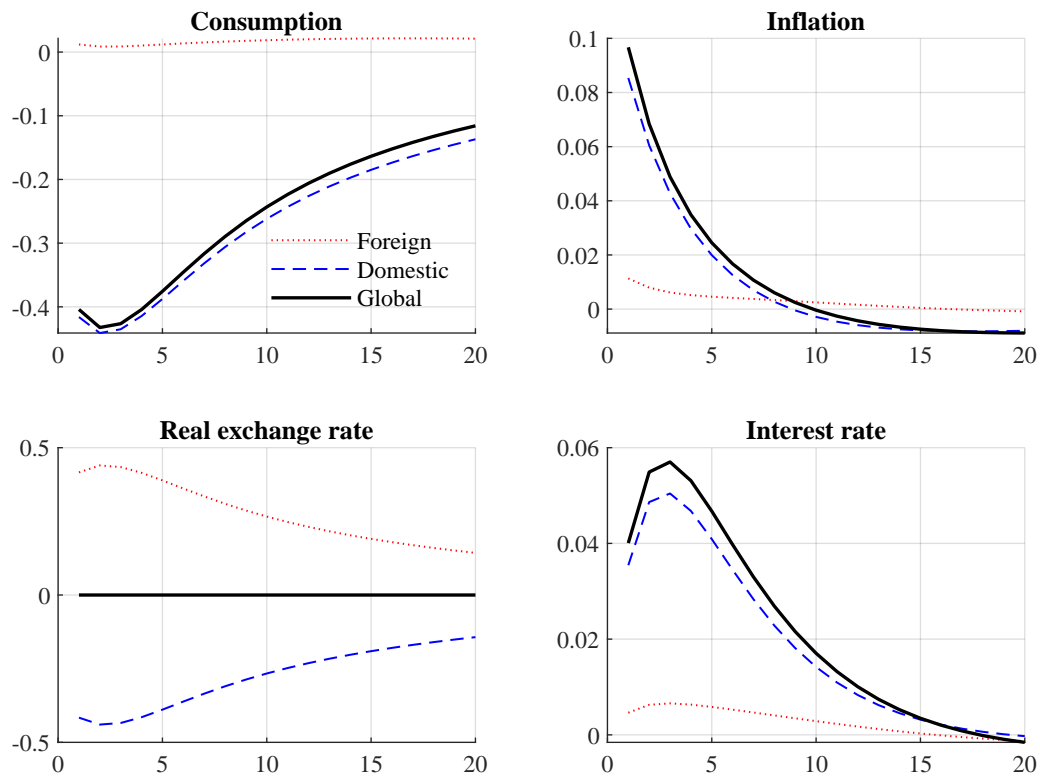 Consumption
0
-0.1
-0.2
-0.3
-0.4
0 5 10 15 20
Foreign
Domestic
Global
Inflation
0.1
0.08
0.06
0.04
0.02
0
0 5 10 15 20
Real exchange rate
0.5
0
-0.5
0 5 10 15 20
Interest rate
0.06
0.04
0.02
0
0 5 10 15 20